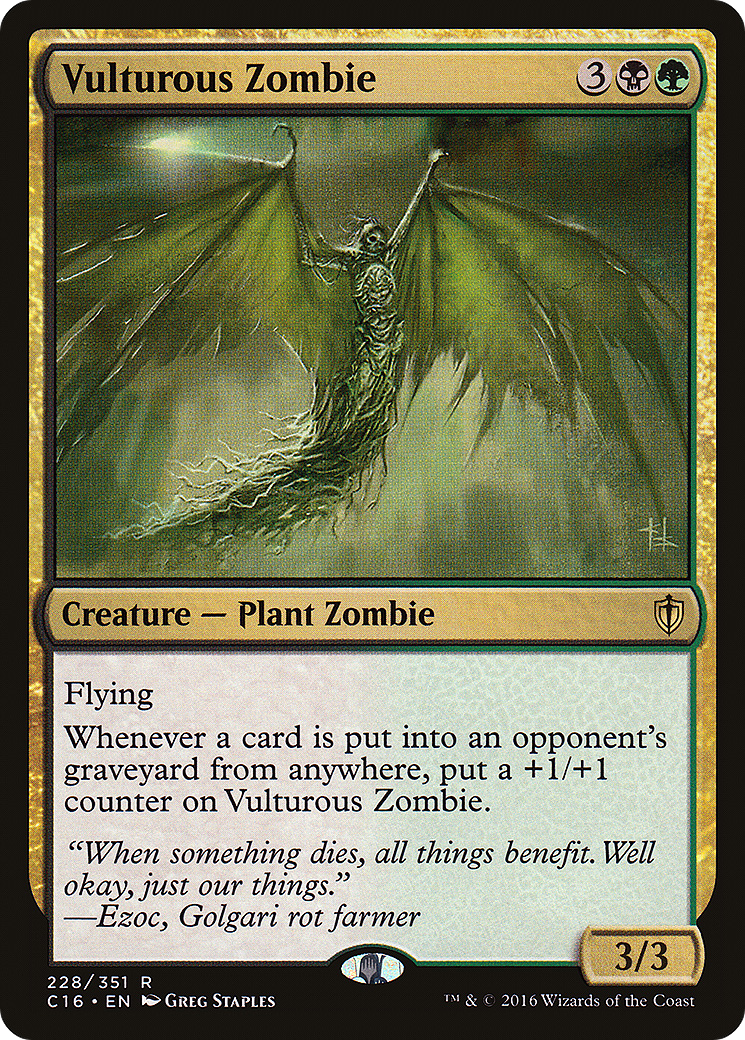 Vulturous Zombie 3
Creature — Plant Zombie
Flying
Whenever a card is put into an opponent's
graveyard from anywhere, put a +1/+1
counter on Vulturous Zombie.
“When something dies, all things benefit. Well
okay, just our things.”
—Ezoc, Golgari rot farmer
3/3
228/351 R
C16 • EN Greg Staples
™ & © 2016 Wizards of the Coast